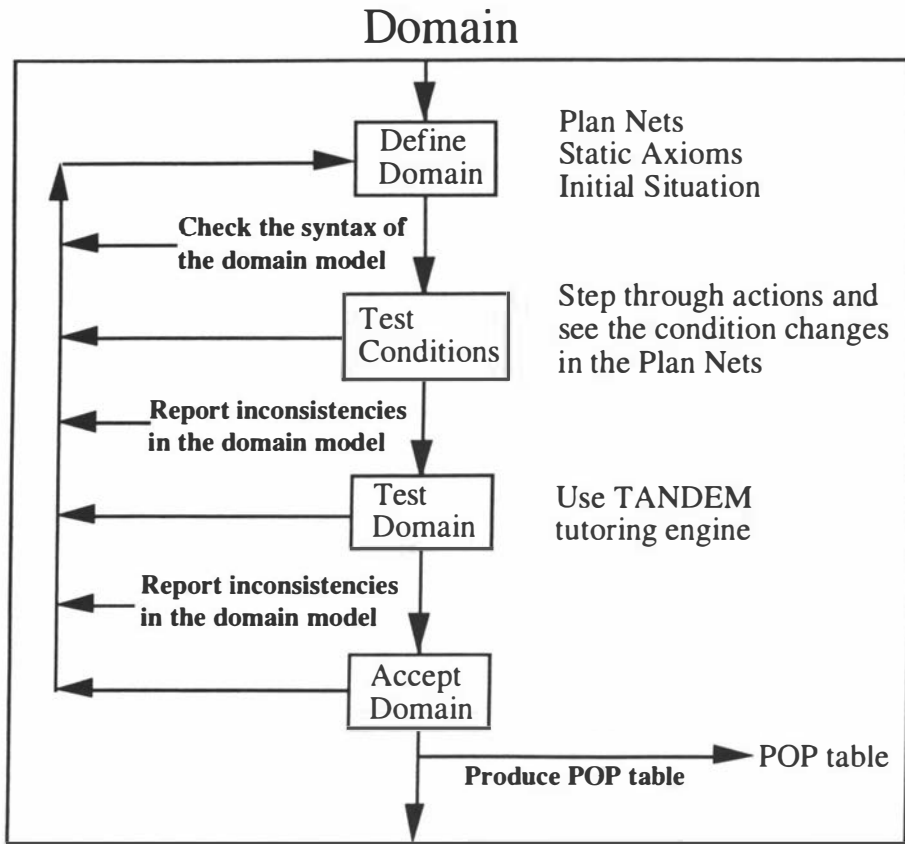 Domain
Define
Domain
Plan Nets
Static Axioms
Initial Situation
Check the syntax of
the domain model
Test
Conditions
Step through actions and
see the condition changes
in the Plan Nets
Report inconsistencies
in the domain model
Test
Domain
Use TANDEM
tutoring engine
Report inconsistencies
in the domain model
Accept
Domain
Produce POP table
POP table